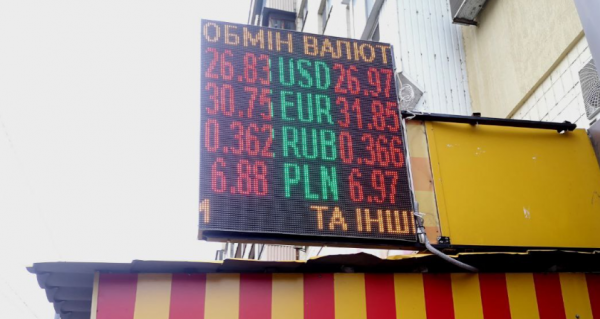 ОБМІН ВАЛЮТ
26.83 USD 26.97
30.75 EUR 31.85
0.362 RUB 0.366
6.88 PLN 6.97
ТА ІНШ